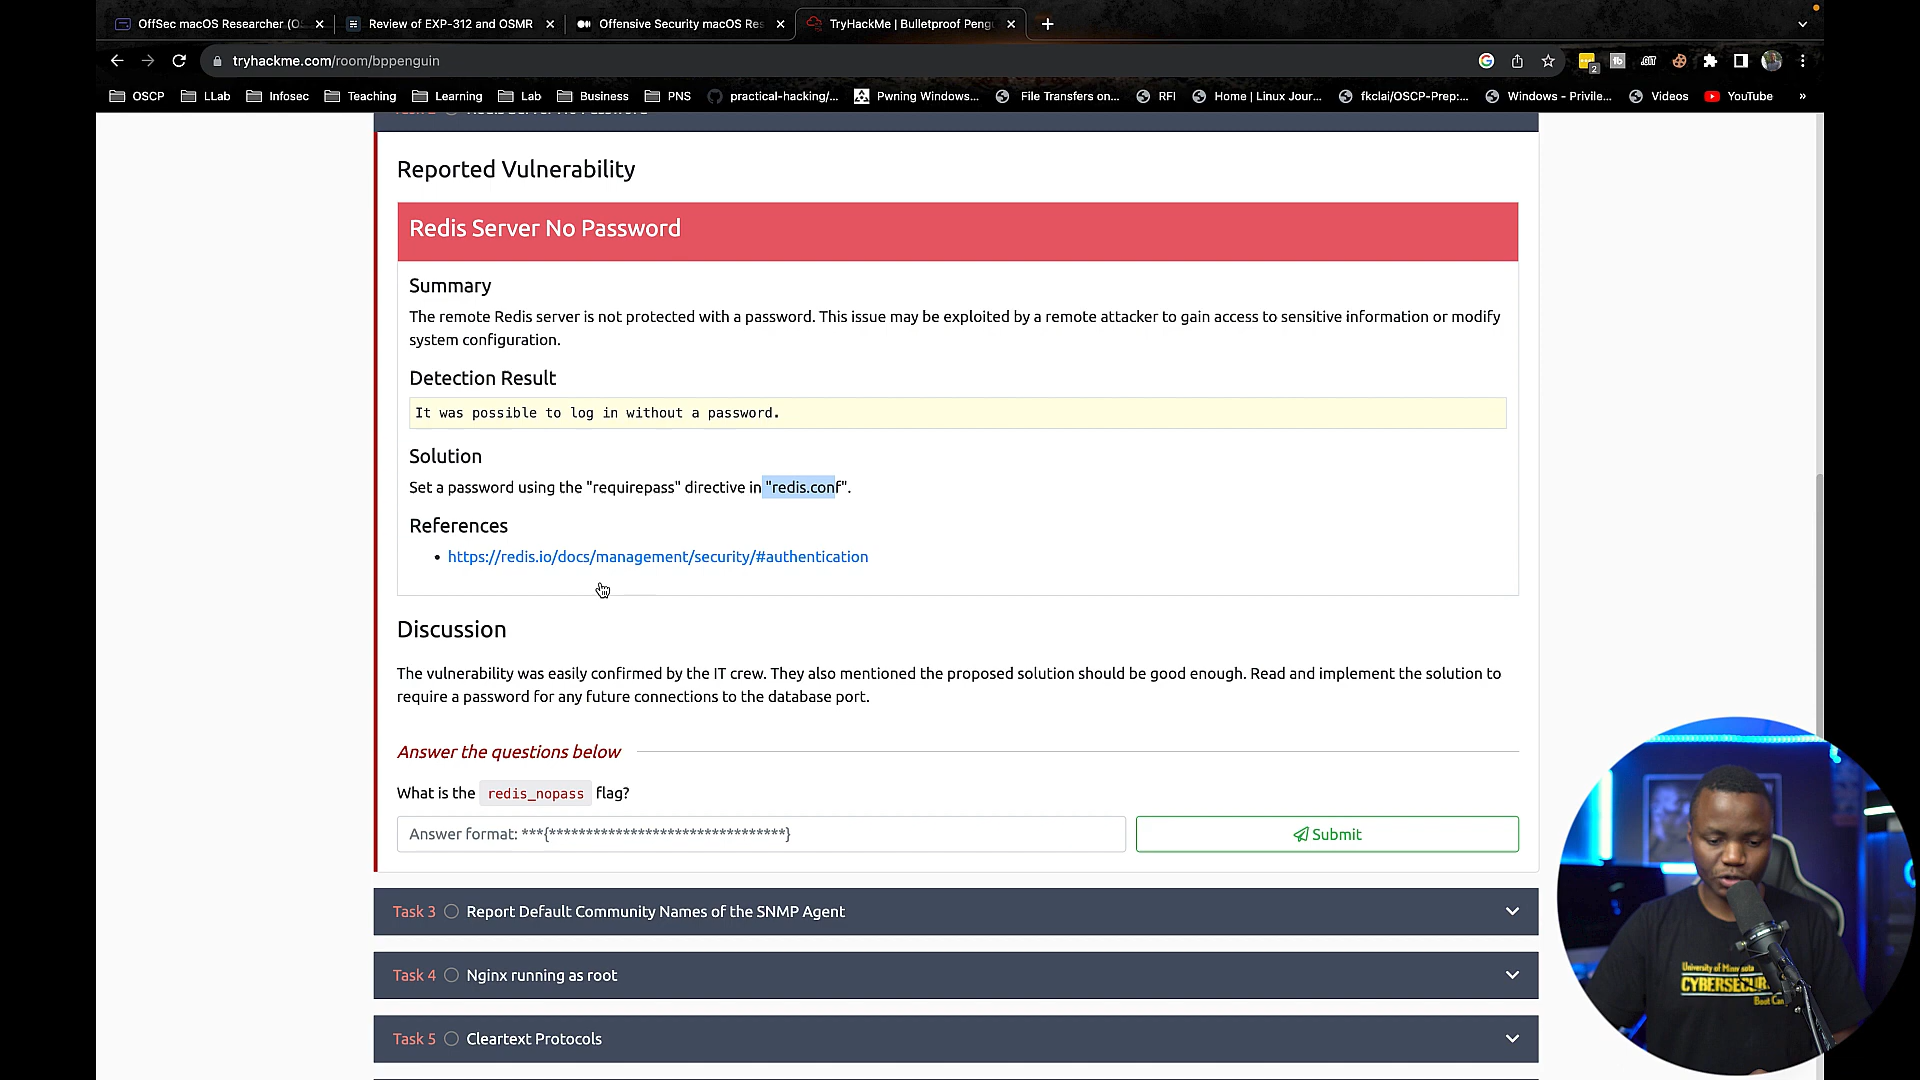 OffSec macOS Researcher (O
Review of EXP-312 and OSMR
Offensive Security macOS Res
TryHackMe | Bulletproof Peng
tryhackme.com/room/bppenguin
OSCP
LLab
Infosec
Teaching
Learning
Lab
Business
PNS
practical-hacking/...
Pwning Windows...
File Transfers on...
RFI
Home | Linux Jour...
fkclai/OSCP-Prep:...
Windows - Privile...
Videos
YouTube
»
Reported Vulnerability
Redis Server No Password
Summary
The remote Redis server is not protected with a password. This issue may be exploited by a remote attacker to gain access to sensitive information or modify
system configuration.
Detection Result
It was possible to log in without a password.
Solution
Set a password using the "requirepass" directive in "redis.conf".
References
• https://redis.io/docs/management/security/#authentication
Discussion
The vulnerability was easily confirmed by the IT crew. They also mentioned the proposed solution should be good enough. Read and implement the solution to
require a password for any future connections to the database port.
Answer the questions below
What is the redis_nopass flag?
Answer format: ***{********************************}
Submit
Task 3 Report Default Community Names of the SNMP Agent
Task 4 Nginx running as root
Task 5 Cleartext Protocols
University of Minnesota
CYBERSECUR
Boot Cam